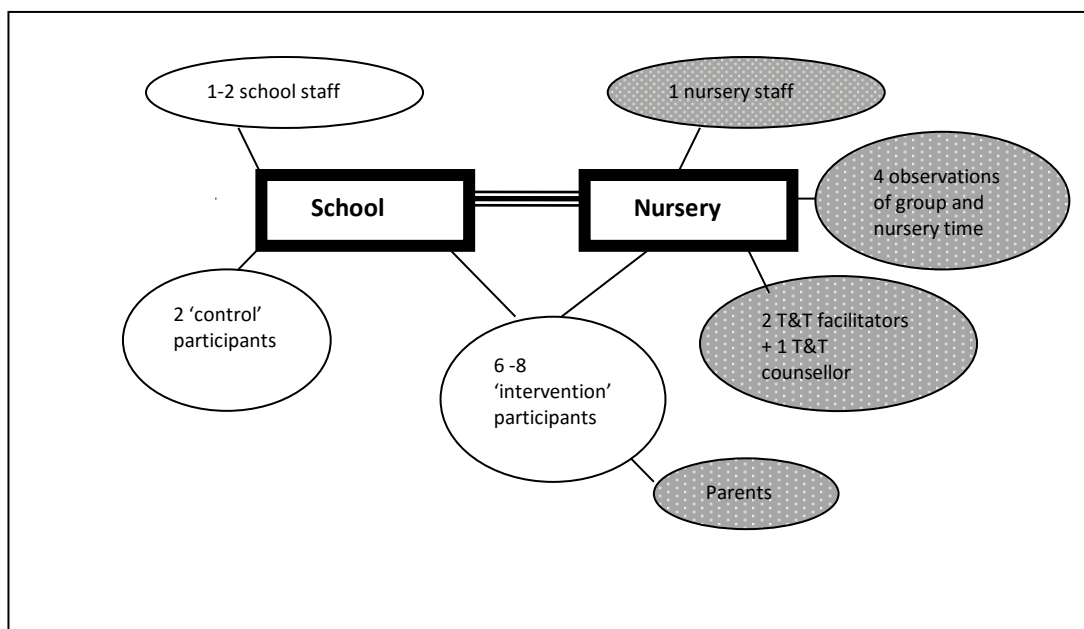 1-2 school staff
1 nursery staff
4 observations
of group and
nursery time
School
Nursery
2 ‘control’
participants
2 T&T facilitators
+ 1 T&T
counsellor
6 -8
‘intervention’
participants
Parents